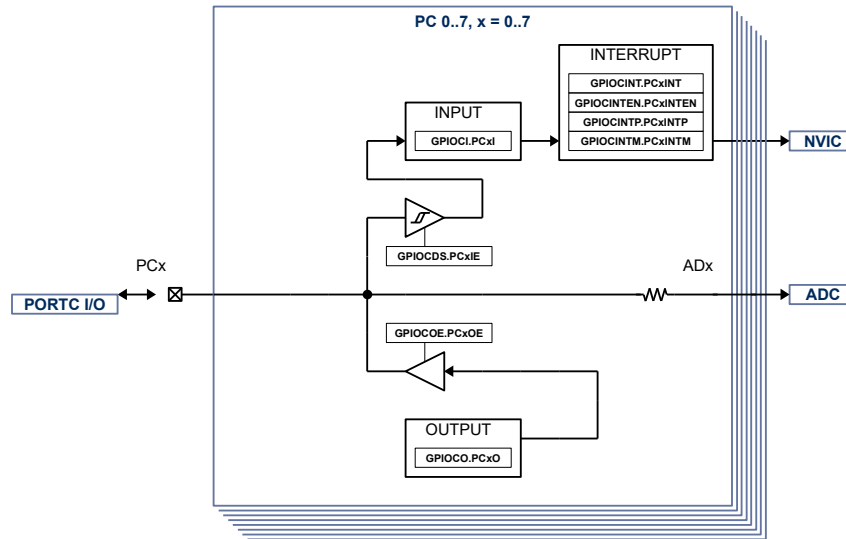 PC 0..7, x = 0..7
INTERRUPT
GPIOCINT.PCxINT
GPIOCINTEN.PCxINTEN
GPIOCINTP.PCxINTP
GPIOCINTM.PCxINTM
NVIC
INPUT
GPIOCI.PCxI
GPIOCDS.PCxIE
PCx
ADx
PORTC I/O
ADC
GPIOCOE.PCxOE
OUTPUT
GPIOCO.PCxO